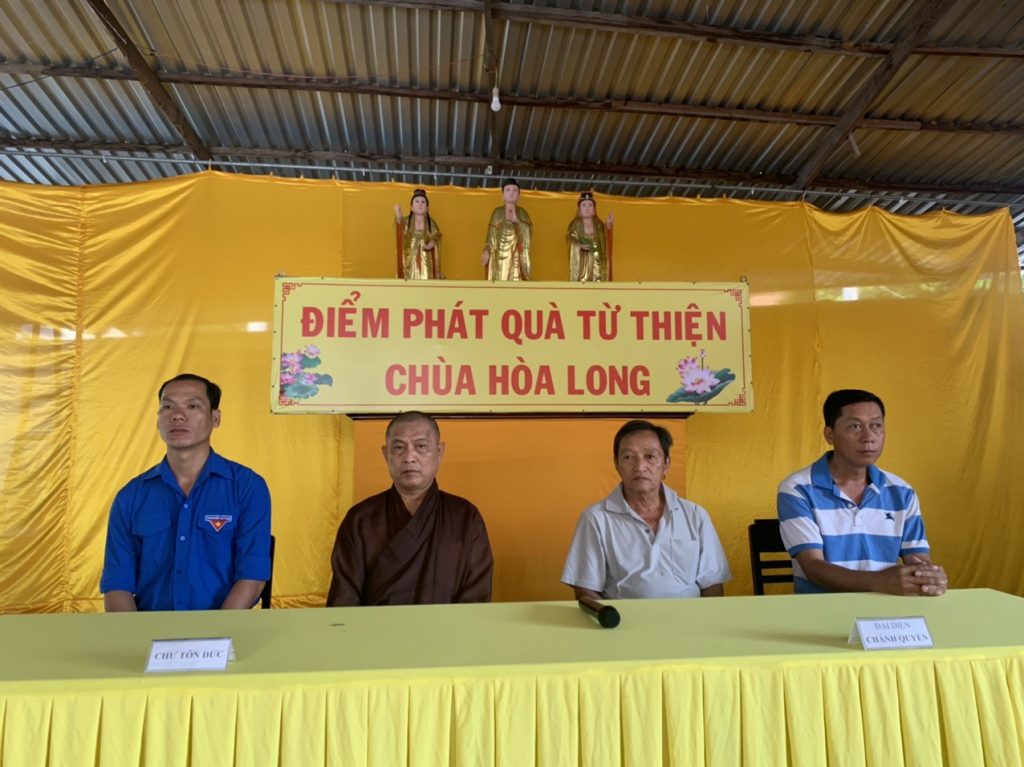 ĐIỂM PHÁT QUÀ TỪ THIỆN
CHÙA HÒA LONG
CHƯ TÔN ĐỨC
ĐẠI DIỆN
CHÁNH QUYỀN